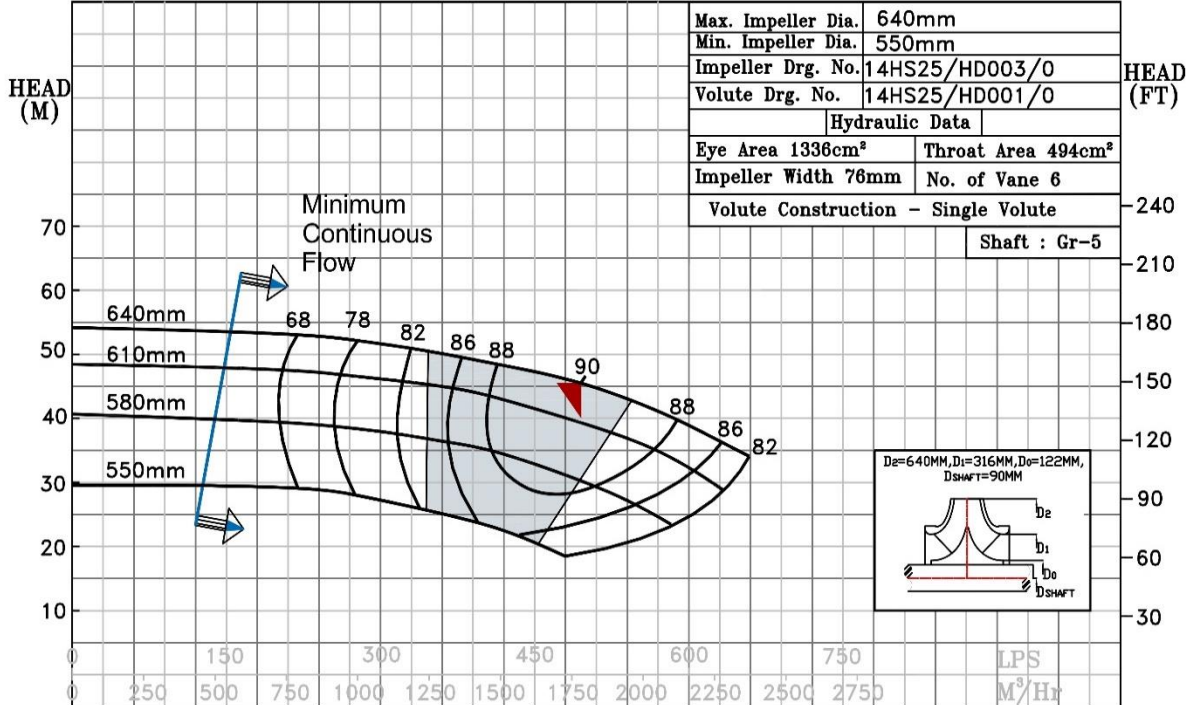 Max. Impeller Dia. 640mm
Min. Impeller Dia. 550mm
Impeller Drg. No. 14HS25/HD003/0
Volute Drg. No. 14HS25/HD001/0
Hydraulic Data
Eye Area 1336cm² Throat Area 494cm²
Impeller Width 76mm No. of Vane 6
Volute Construction – Single Volute
Shaft : Gr-5
HEAD
(M)
HEAD
(FT)
70
60
50
40
30
20
10
240
210
180
150
120
90
60
30
Minimum
Continuous
Flow
640mm
610mm
580mm
550mm
68 78 82 86 88 90 88 86 82
D2=640MM,D1=316MM,D0=122MM,
DSHAFT=90MM
D2
D1
D0
DSHAFT
0 150 300 450 600 750 LPS
0 250 500 750 1000 1250 1500 1750 2000 2250 2500 2750 M³/Hr